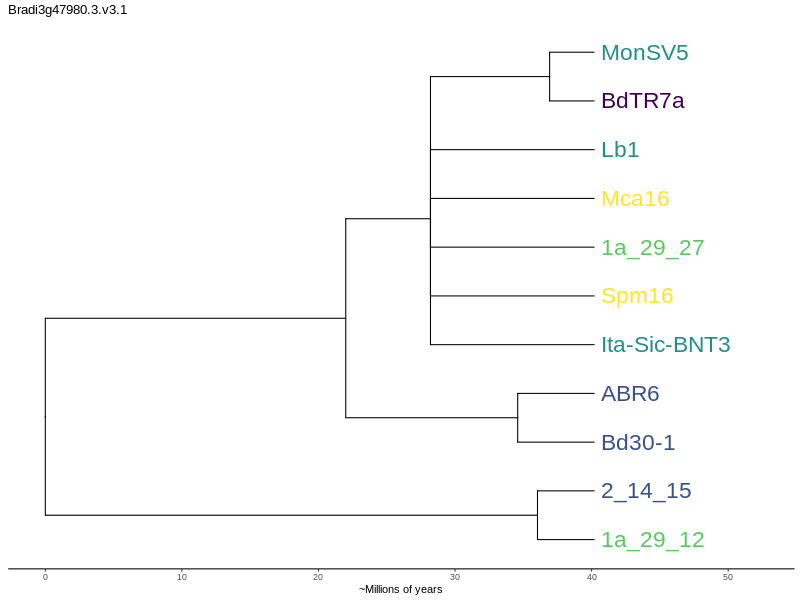 Bradi3g47980.3.v3.1
MonSV5
BdTR7a
Lb1
Mca16
1a_29_27
Spm16
Ita-Sic-BNT3
ABR6
Bd30-1
2_14_15
1a_29_12
0 10 20 30 40 50
~Millions of years